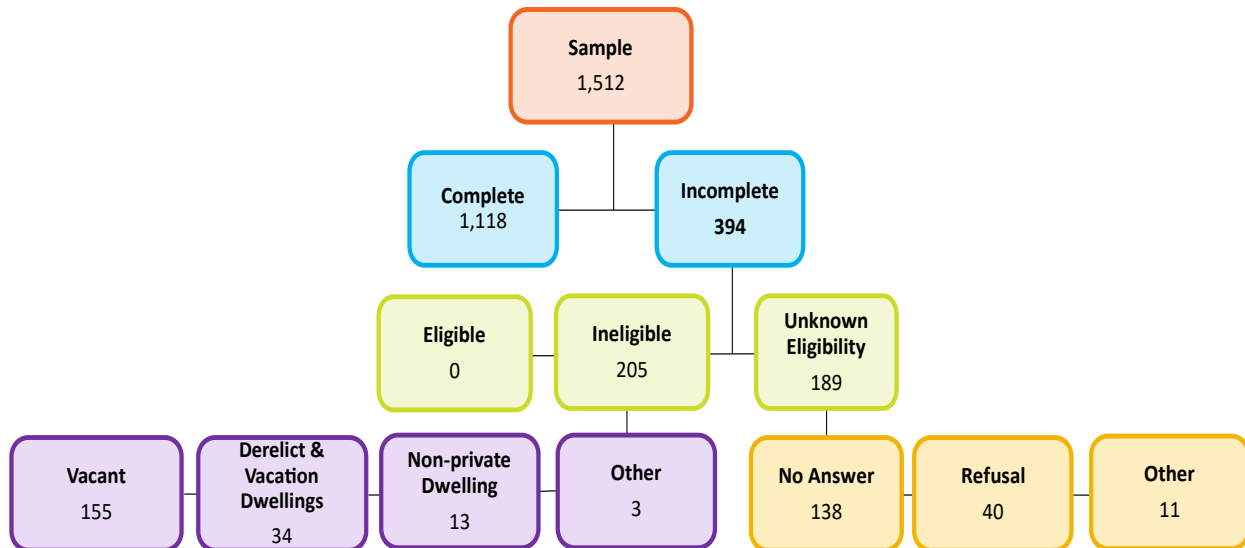 Sample
1,512
Complete
1,118
Incomplete
394
Eligible
0
Ineligible
205
Unknown
Eligibility
189
Vacant
155
Derelict &
Vacation
Dwellings
34
Non-private
Dwelling
13
Other
3
No Answer
138
Refusal
40
Other
11